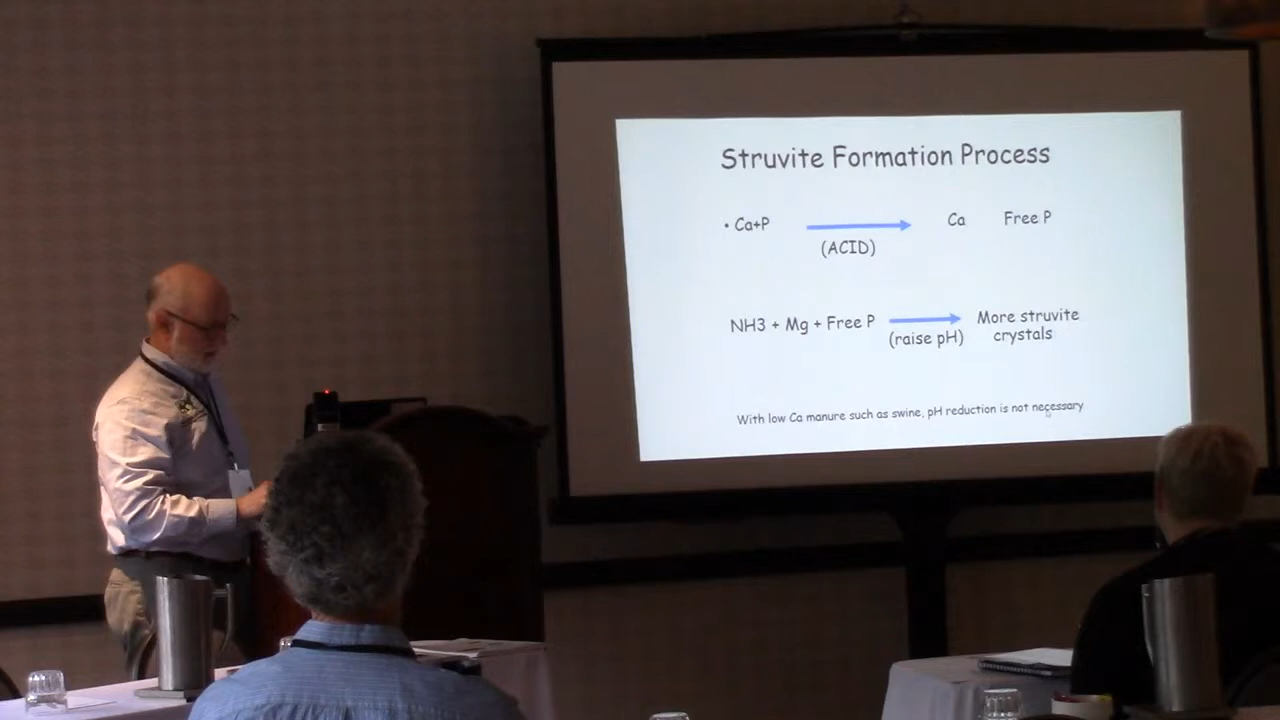 Struvite Formation Process
• Ca+P Ca Free P
(ACID)
NH3 + Mg + Free P More struvite
(raise pH) crystals
With low Ca manure such as swine, pH reduction is not necessary